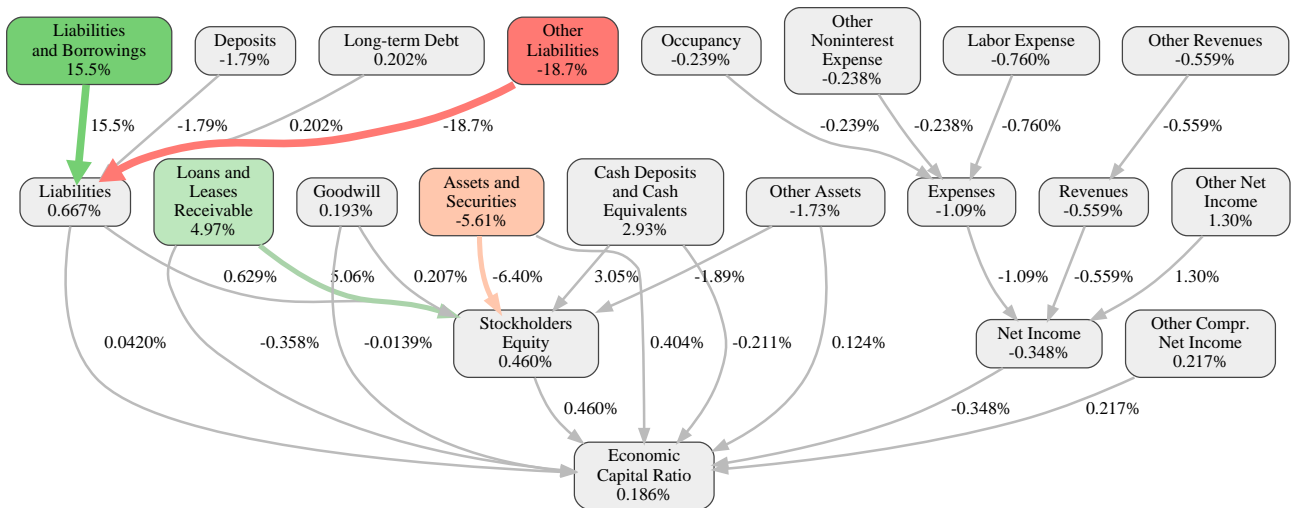 Liabilities
and Borrowings
15.5%
Deposits
-1.79%
Long-term Debt
0.202%
Other
Liabilities
-18.7%
Occupancy
-0.239%
Other
Noninterest
Expense
-0.238%
Labor Expense
-0.760%
Other Revenues
-0.559%
15.5%
-1.79%
0.202%
-18.7%
-0.239%
-0.238%
-0.760%
-0.559%
Liabilities
0.667%
Loans and
Leases
Receivable
4.97%
Goodwill
0.193%
Assets and
Securities
-5.61%
Cash Deposits
and Cash
Equivalents
2.93%
Other Assets
-1.73%
Expenses
-1.09%
Revenues
-0.559%
Other Net
Income
1.30%
0.629%
5.06%
0.207%
-6.40%
3.05%
-1.89%
-1.09%
-0.559%
1.30%
Stockholders
Equity
0.460%
Net Income
-0.348%
Other Compr.
Net Income
0.217%
0.0420%
-0.358%
-0.0139%
0.404%
-0.211%
0.124%
0.460%
-0.348%
0.217%
Economic
Capital Ratio
0.186%